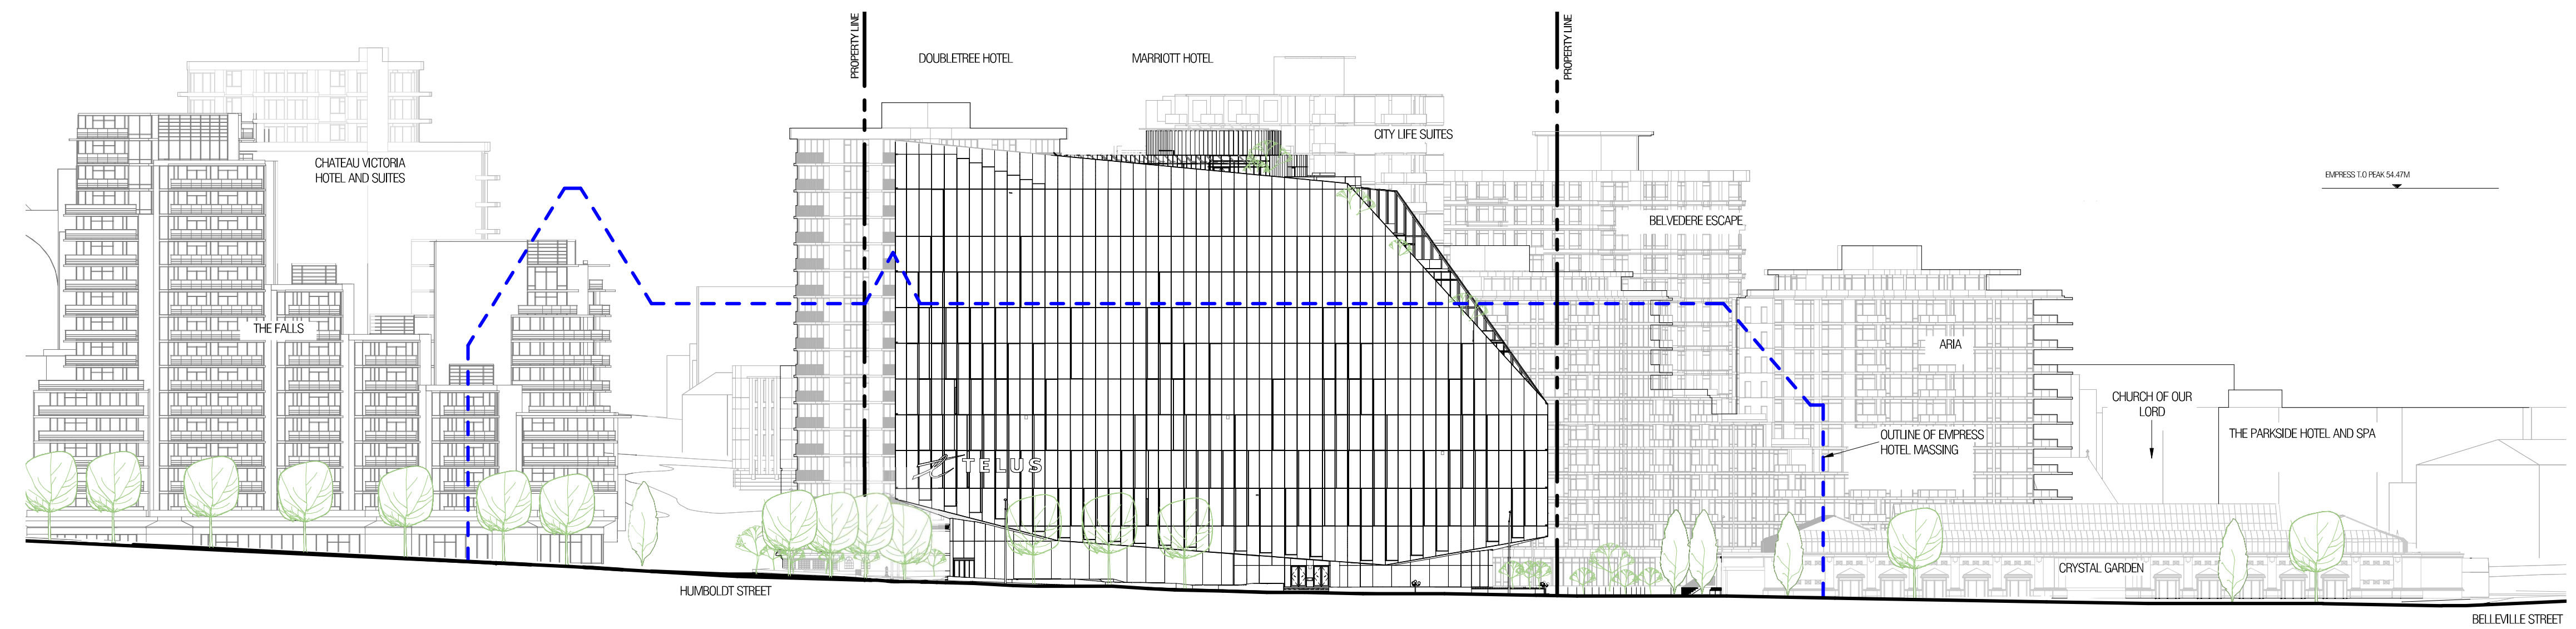 PROPERTY LINE
DOUBLETREE HOTEL
MARRIOTT HOTEL
PROPERTY LINE
CITY LIFE SUITES
CHATEAU VICTORIA
HOTEL AND SUITES
EMPRESS T.O PEAK 54.47M
BELVEDERE ESCAPE
THE FALLS
ARIA
CHURCH OF OUR
LORD
OUTLINE OF EMPRESS
HOTEL MASSING
THE PARKSIDE HOTEL AND SPA
TELUS
CRYSTAL GARDEN
HUMBOLDT STREET
BELLEVILLE STREET